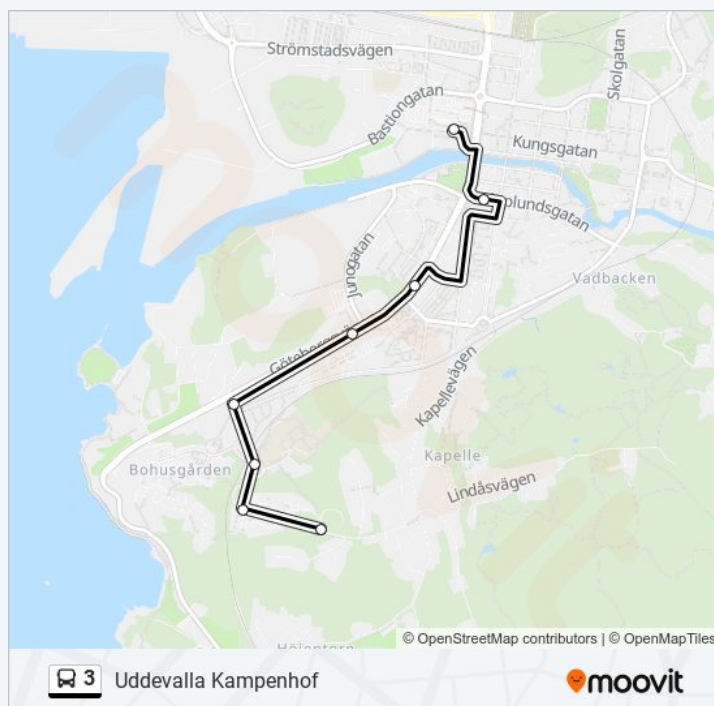 Strömstadsvägen
Skolgatan
Bastiongatan
Kungsgatan
Junogatan
Vadbacken
Kapellevägen
Bohusgården
Kapelle
Lindåsvägen
© OpenStreetMap contributors | © OpenMapTiles
3 Uddevalla Kampenhof
moovit